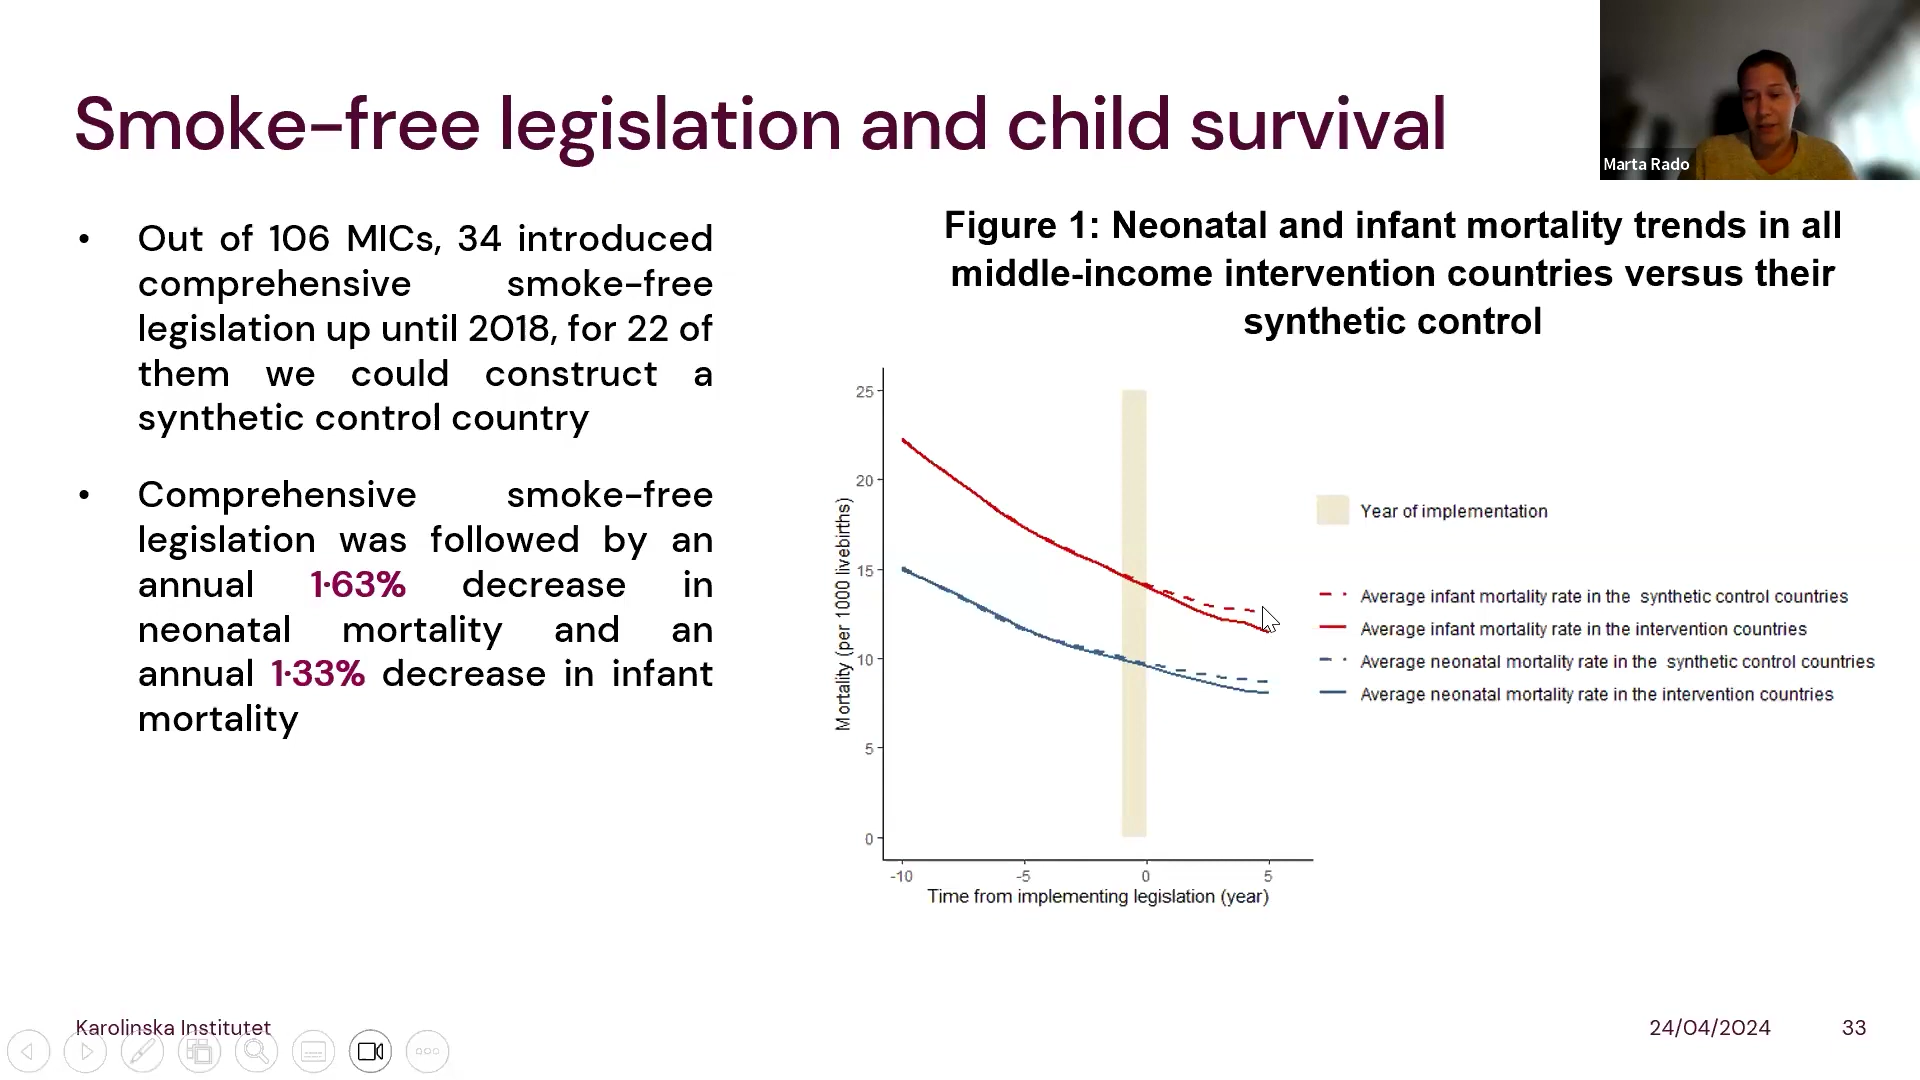 Smoke-free legislation and child survival
Marta Rado
• Out of 106 MICs, 34 introduced
comprehensive smoke-free
legislation up until 2018, for 22 of
them we could construct a
synthetic control country
• Comprehensive smoke-free
legislation was followed by an
annual 1·63% decrease in
neonatal mortality and an
annual 1·33% decrease in infant
mortality
Figure 1: Neonatal and infant mortality trends in all
middle-income intervention countries versus their
synthetic control
Mortality (per 1000 livebirths)
25
20
15
10
5
0
-10 -5 0 5
Time from implementing legislation (year)
Year of implementation
Average infant mortality rate in the synthetic control countries
Average infant mortality rate in the intervention countries
Average neonatal mortality rate in the synthetic control countries
Average neonatal mortality rate in the intervention countries
Karolinska Institutet
24/04/2024 33